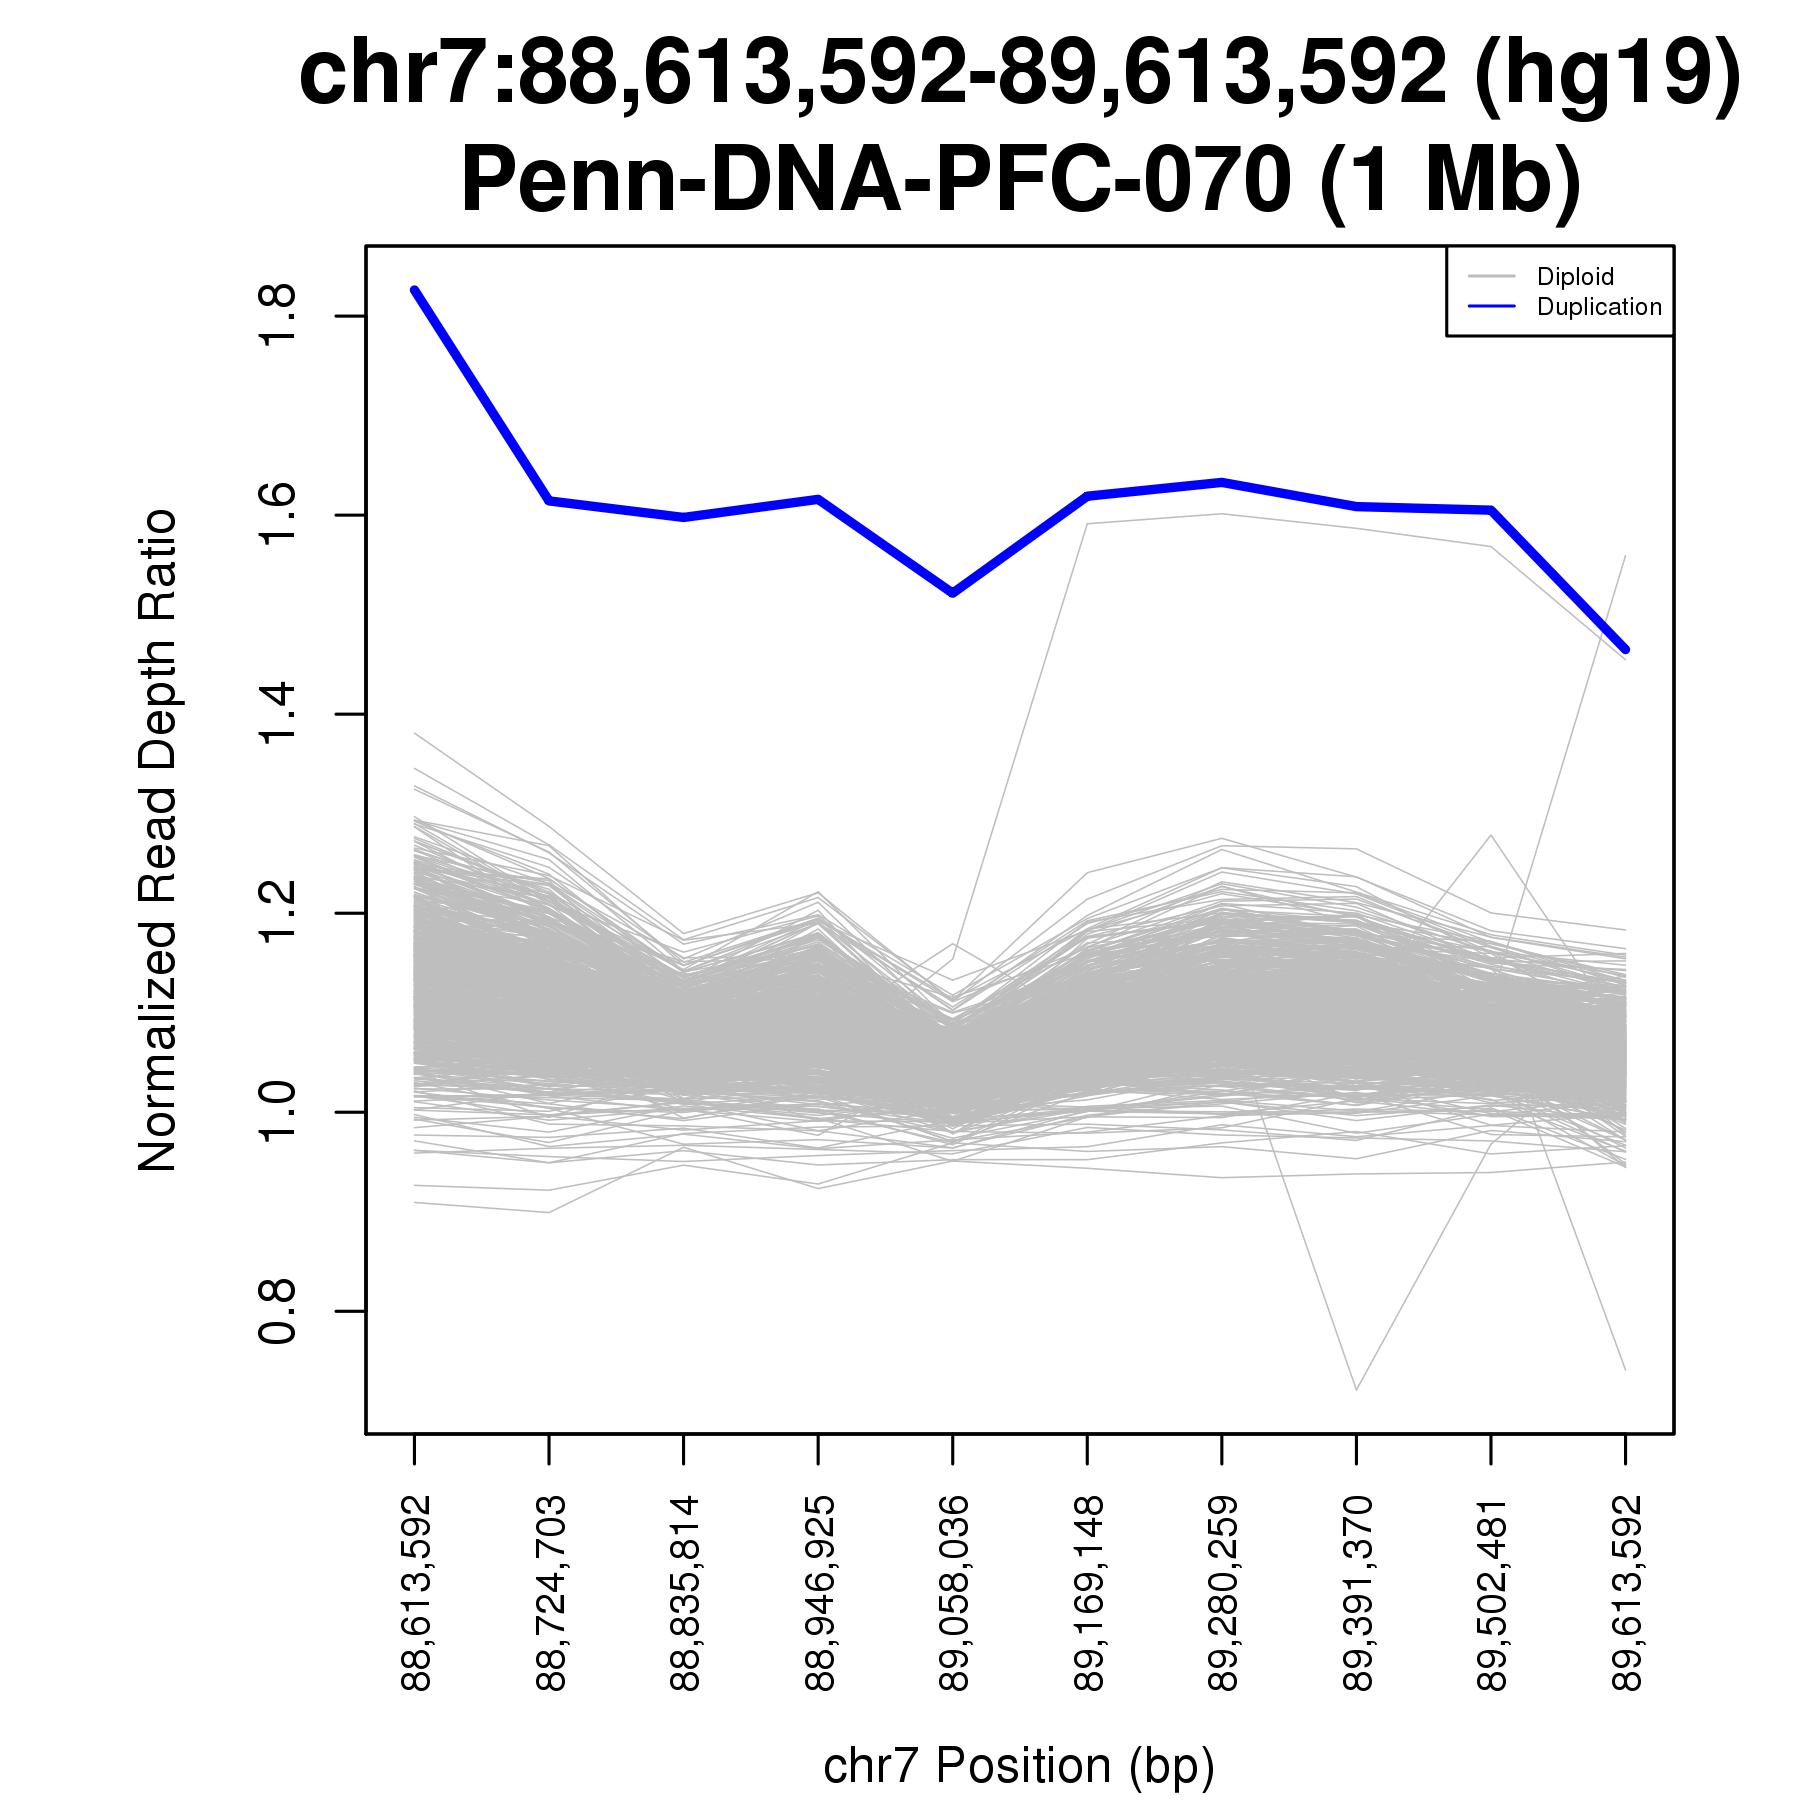 chr7:88,613,592-89,613,592 (hg19)
Penn-DNA-PFC-070 (1 Mb)
Diploid
Duplication
Normalized Read Depth Ratio
1.8
1.6
1.4
1.2
1.0
0.8
88,613,592
88,724,703
88,835,814
88,946,925
89,058,036
89,169,148
89,280,259
89,391,370
89,502,481
89,613,592
chr7 Position (bp)